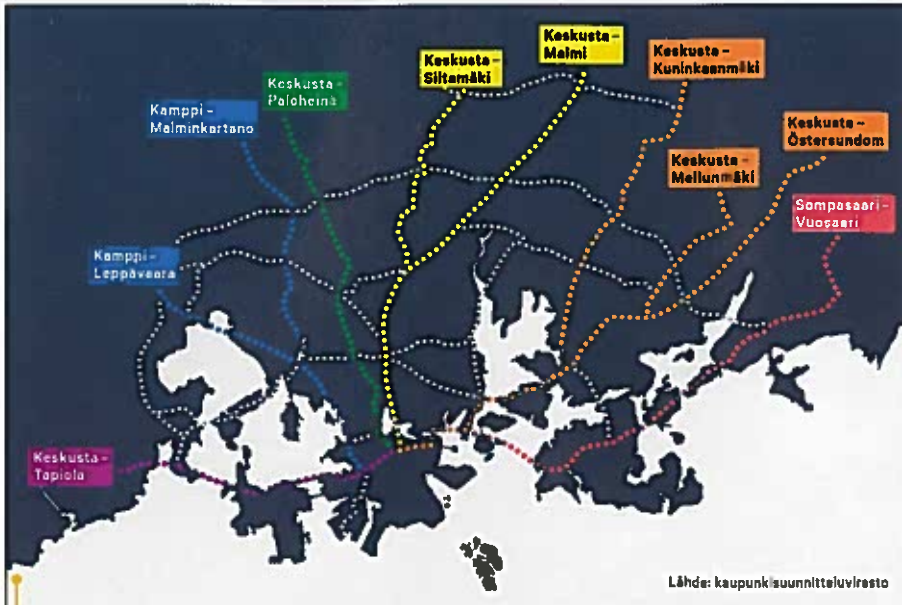 Keskusta –
Malmi
Keskusta –
Siltamäki
Keskusta –
Kuninkaanmäki
Keskusta –
Paloheinä
Kamppi –
Malminkartano
Keskusta –
Östersundom
Keskusta –
Mellunmäki
Sompasaari –
Vuosaari
Kamppi –
Leppävaara
Keskusta –
Tapiola
Lähde: kaupunkisuunnitteluvirasto